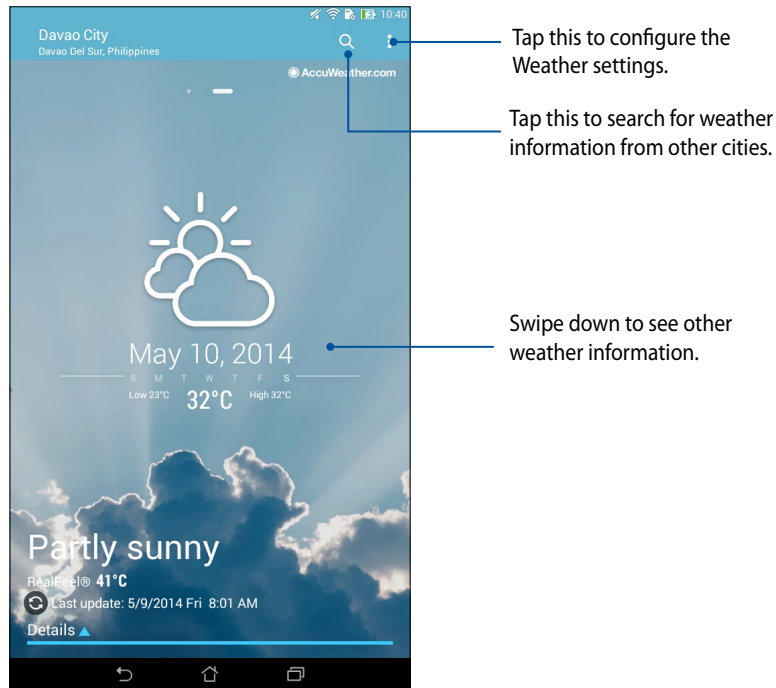 10:40
Davao City
Davao Del Sur, Philippines
AccuWeather.com
May 10, 2014
S M T W T F S
Low 23°C 32°C High 32°C
Partly sunny
RealFeel® 41°C
Last update: 5/9/2014 Fri 8:01 AM
Details
Tap this to configure the
Weather settings.
Tap this to search for weather
information from other cities.
Swipe down to see other
weather information.